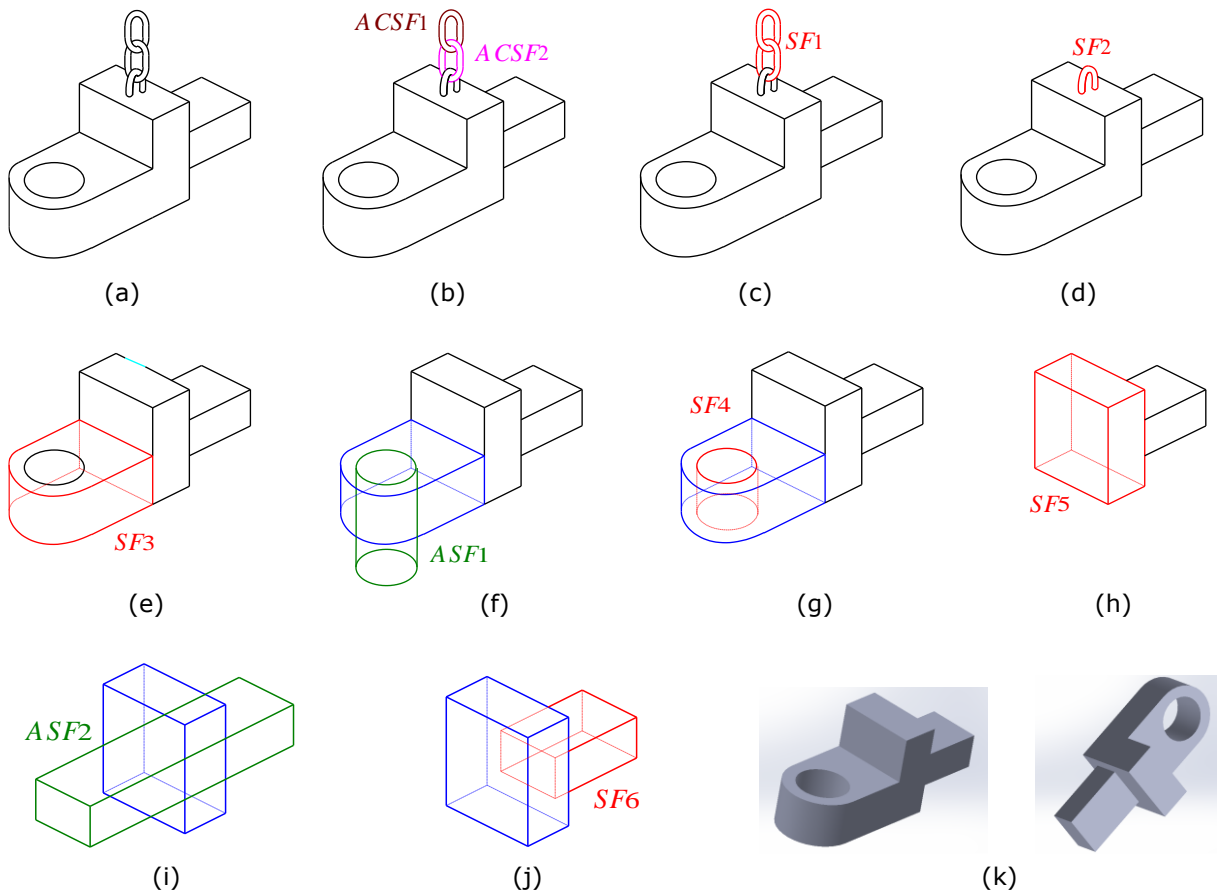 ACSF1
ACSF2
SF1
SF2
(a)
(b)
(c)
(d)
SF3
ASF1
SF4
SF5
(e)
(f)
(g)
(h)
ASF2
SF6
(i)
(j)
(k)